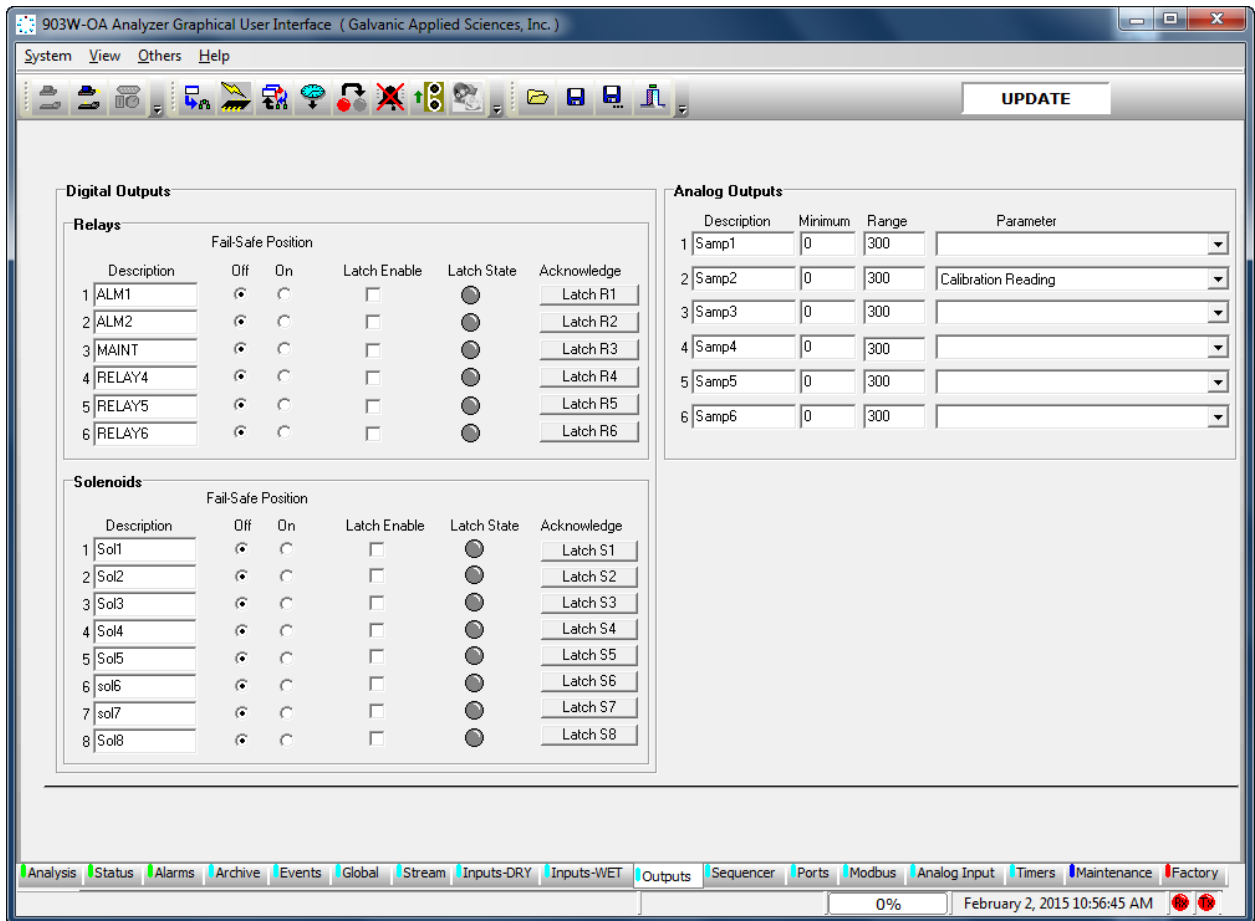 903W-OA Analyzer Graphical User Interface ( Galvanic Applied Sciences, Inc. )
System View Others Help
UPDATE
Digital Outputs
Relays
Fail-Safe Position
Description Off On Latch Enable Latch State Acknowledge
1 ALM1 Latch R1
2 ALM2 Latch R2
3 MAINT Latch R3
4 RELAY4 Latch R4
5 RELAY5 Latch R5
6 RELAY6 Latch R6
Solenoids
Fail-Safe Position
Description Off On Latch Enable Latch State Acknowledge
1 Sol1 Latch S1
2 Sol2 Latch S2
3 Sol3 Latch S3
4 Sol4 Latch S4
5 Sol5 Latch S5
6 sol6 Latch S6
7 sol7 Latch S7
8 Sol8 Latch S8
Analog Outputs
Description Minimum Range Parameter
1 Samp1 0 300
2 Samp2 0 300 Calibration Reading
3 Samp3 0 300
4 Samp4 0 300
5 Samp5 0 300
6 Samp6 0 300
Analysis Status Alarms Archive Events Global Stream Inputs-DRY Inputs-WET Outputs Sequencer Ports Modbus Analog Input Timers Maintenance Factory
0% February 2, 2015 10:56:45 AM Rx Tx